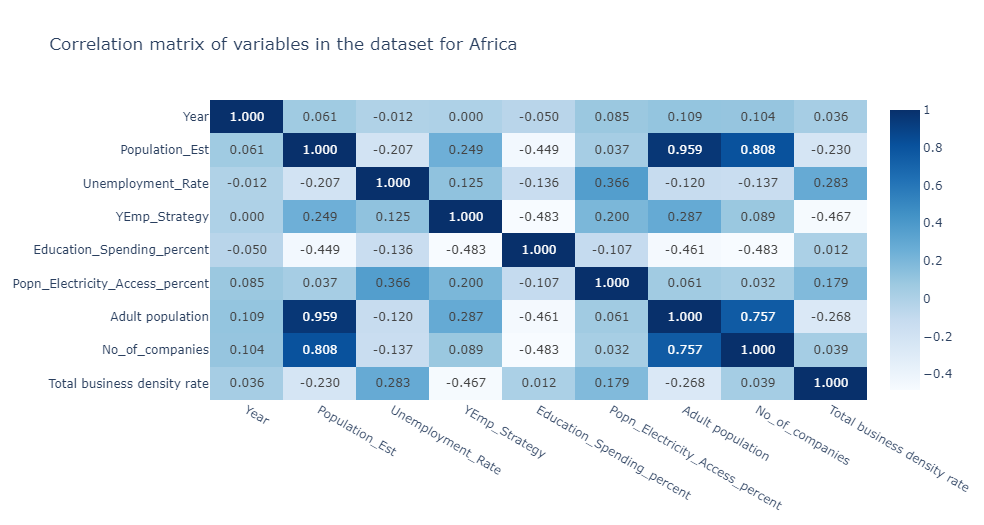 Correlation matrix of variables in the dataset for Africa
Year 1.000 0.061 -0.012 0.000 -0.050 0.085 0.109 0.104 0.036
Population_Est 0.061 1.000 -0.207 0.249 -0.449 0.037 0.959 0.808 -0.230
Unemployment_Rate -0.012 -0.207 1.000 0.125 -0.136 0.366 -0.120 -0.137 0.283
YEmp_Strategy 0.000 0.249 0.125 1.000 -0.483 0.200 0.287 0.089 -0.467
Education_Spending_percent -0.050 -0.449 -0.136 -0.483 1.000 -0.107 -0.461 -0.483 0.012
Popn_Electricity_Access_percent 0.085 0.037 0.366 0.200 -0.107 1.000 0.061 0.032 0.179
Adult population 0.109 0.959 -0.120 0.287 -0.461 0.061 1.000 0.757 -0.268
No_of_companies 0.104 0.808 -0.137 0.089 -0.483 0.032 0.757 1.000 0.039
Total business density rate 0.036 -0.230 0.283 -0.467 0.012 0.179 -0.268 0.039 1.000
Year
Population_Est
Unemployment_Rate
YEmp_Strategy
Education_Spending_percent
Popn_Electricity_Access_percent
Adult population
No_of_companies
Total business density rate
1
0.8
0.6
0.4
0.2
0
−0.2
−0.4